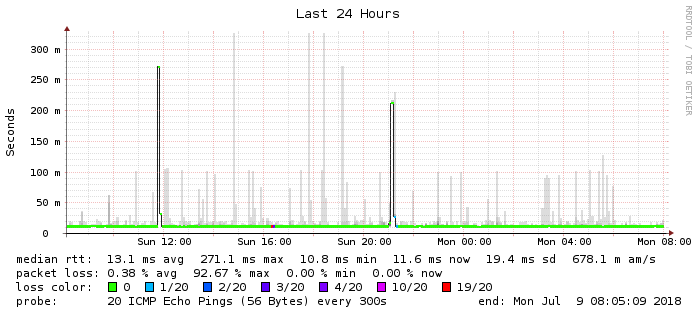 Last 24 Hours
RRDTOOL / TOBI OETIKER
Seconds
300 m
250 m
200 m
150 m
100 m
50 m
0
Sun 12:00 Sun 16:00 Sun 20:00 Mon 00:00 Mon 04:00 Mon 08:00
median rtt: 13.1 ms avg 271.1 ms max 10.8 ms min 11.6 ms now 19.4 ms sd 678.1 m am/s
packet loss: 0.38 % avg 92.67 % max 0.00 % min 0.00 % now
loss color: 0 1/20 2/20 3/20 4/20 10/20 19/20
probe: 20 ICMP Echo Pings (56 Bytes) every 300s end: Mon Jul 9 08:05:09 2018